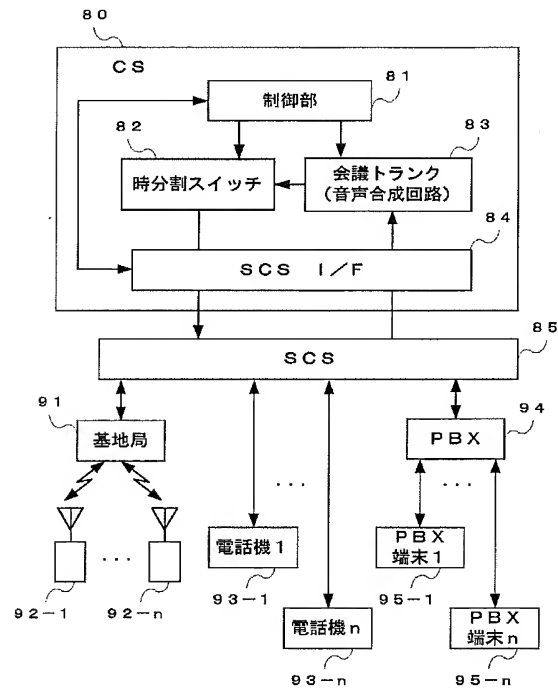 80
CS
81
制御部
82
83
時分割スイッチ
会議トランク
(音声合成回路)
84
SCS I/F
85
SCS
91
94
基地局
PBX
...
...
...
電話機1
PBX
端末1
92-1
92-n
93-1
95-1
電話機n
PBX
端末n
93-n
95-n